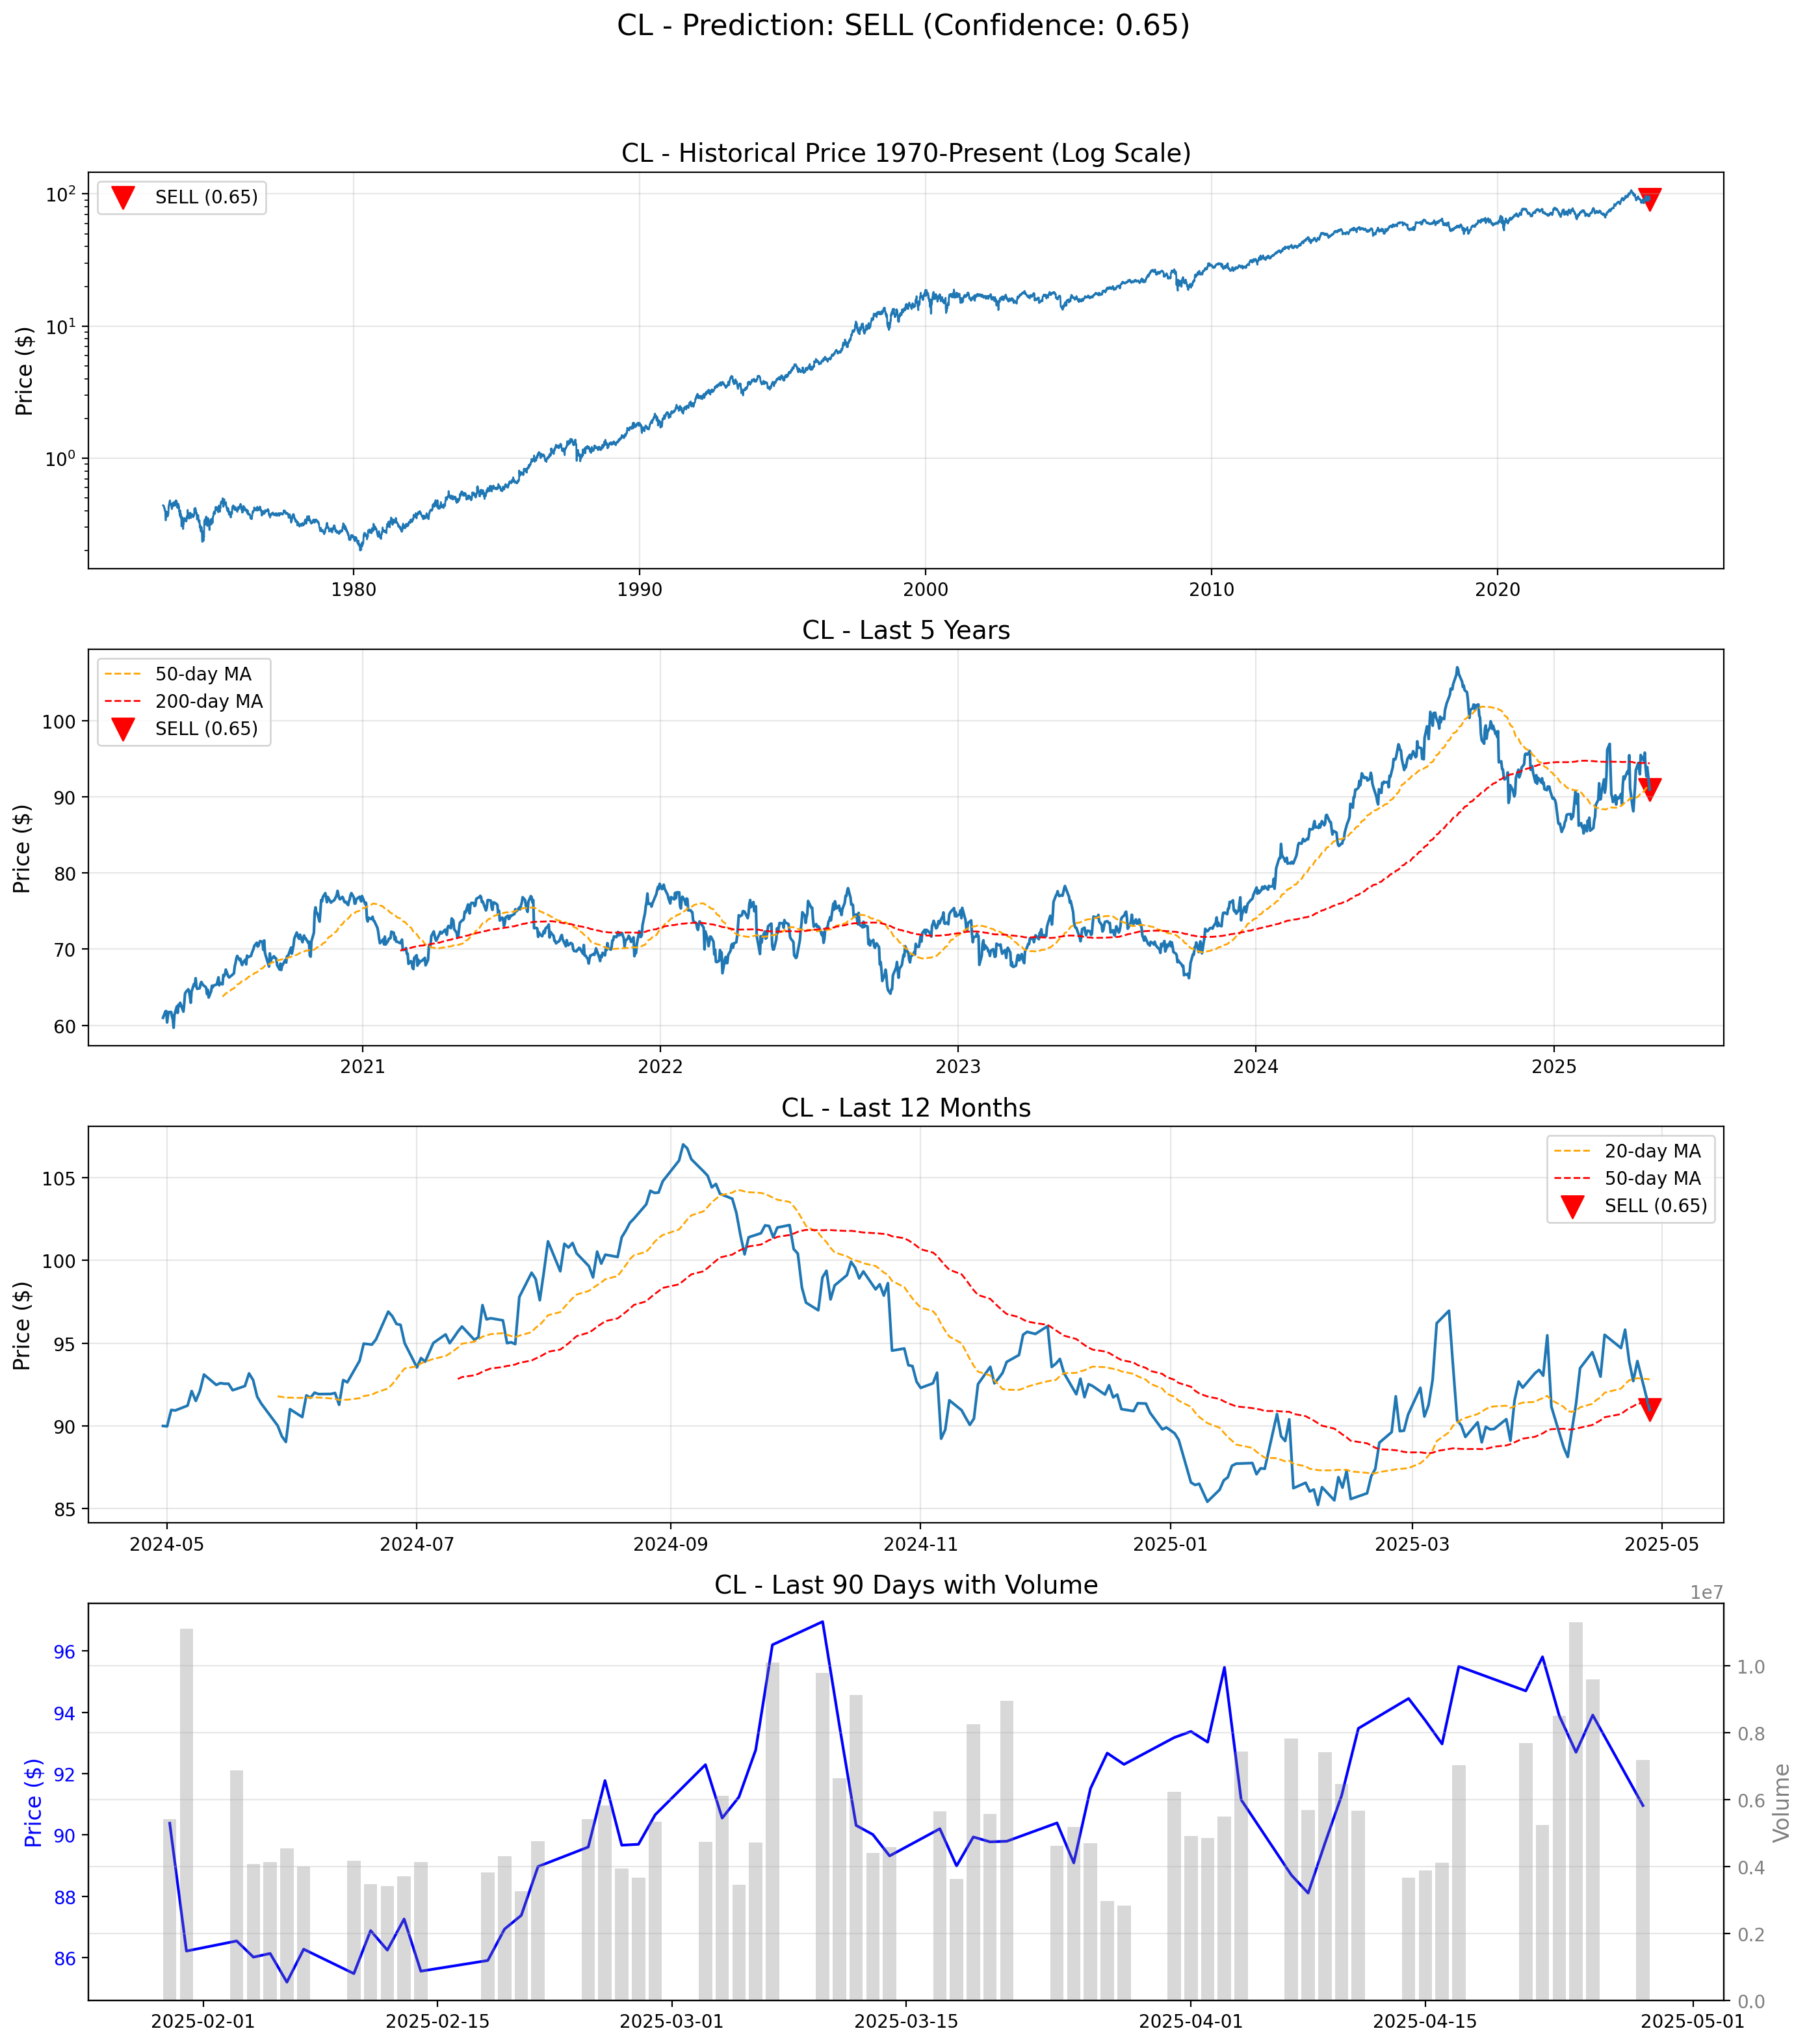 CL - Prediction: SELL (Confidence: 0.65)
CL - Historical Price 1970-Present (Log Scale)
SELL (0.65)
Price ($)
10²
10¹
10⁰
1980 1990 2000 2010 2020
CL - Last 5 Years
50-day MA
200-day MA
SELL (0.65)
Price ($)
100
90
80
70
60
2021 2022 2023 2024 2025
CL - Last 12 Months
20-day MA
50-day MA
SELL (0.65)
Price ($)
105
100
95
90
85
2024-05 2024-07 2024-09 2024-11 2025-01 2025-03 2025-05
CL - Last 90 Days with Volume
1e7
Price ($)
96
94
92
90
88
86
1.0
0.8
0.6
0.4
0.2
0.0
Volume
2025-02-01 2025-02-15 2025-03-01 2025-03-15 2025-04-01 2025-04-15 2025-05-01